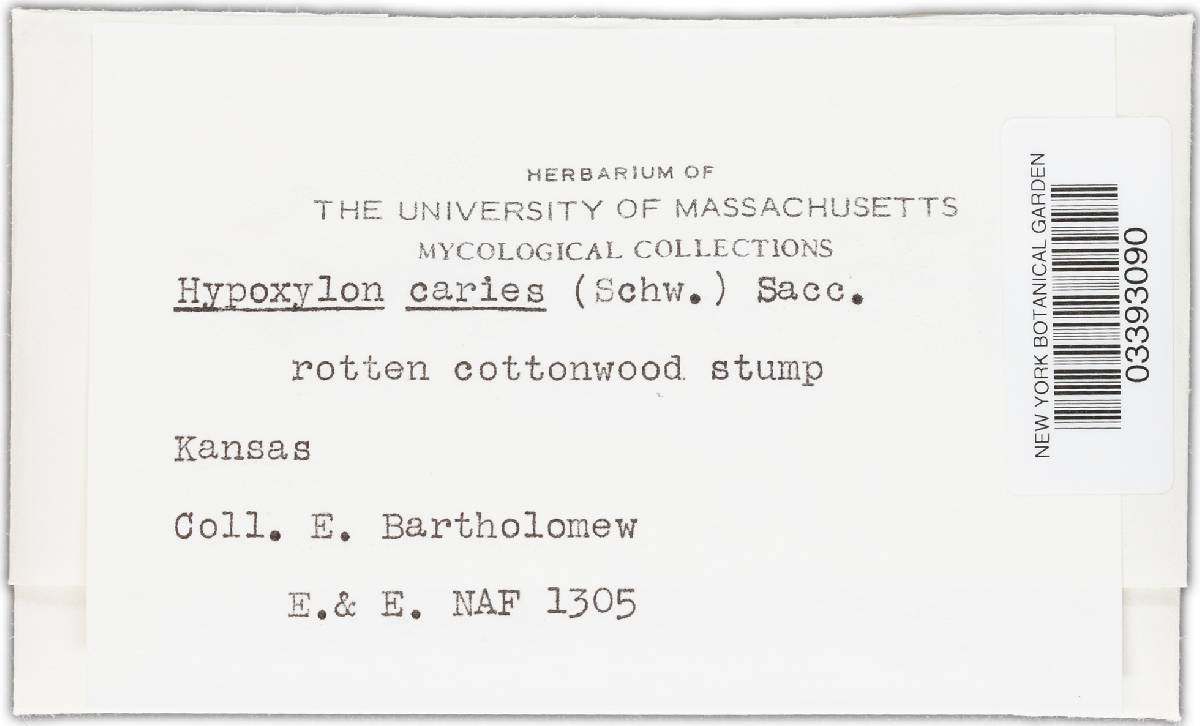 HERBARIUM OF
THE UNIVERSITY OF MASSACHUSETTS
MYCOLOGICAL COLLECTIONS
Hypoxylon caries (Schw.) Sacc.
rotten cottonwood stump
Kansas
Coll. E. Bartholomew
E.& E. NAF 1305
NEW YORK BOTANICAL GARDEN
03393090